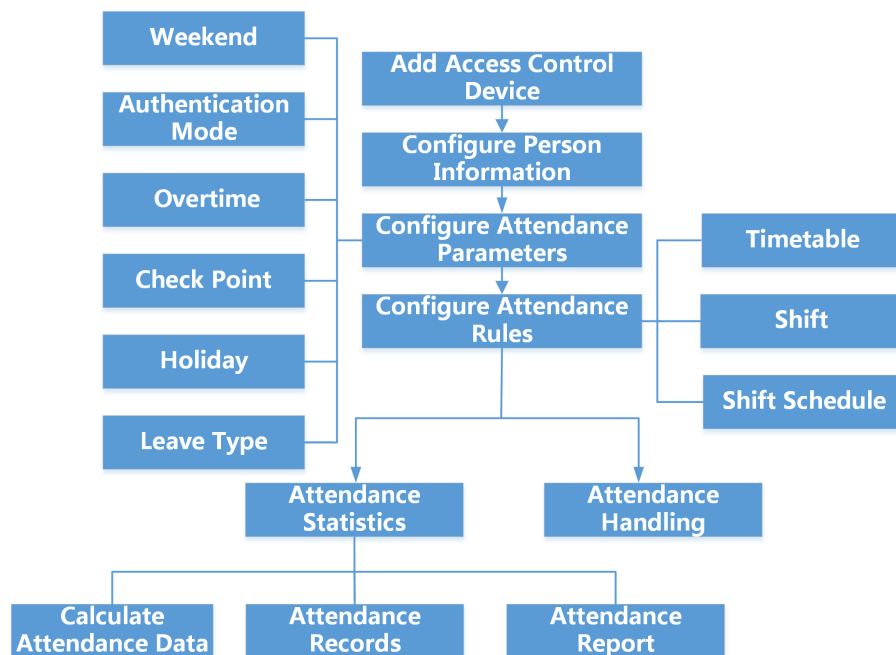 Weekend
Add Access Control
Device
Authentication
Mode
Configure Person
Information
Overtime
Configure Attendance
Parameters
Timetable
Check Point
Configure Attendance
Rules
Shift
Holiday
Shift Schedule
Leave Type
Attendance
Statistics
Attendance
Handling
Calculate
Attendance Data
Attendance
Records
Attendance
Report